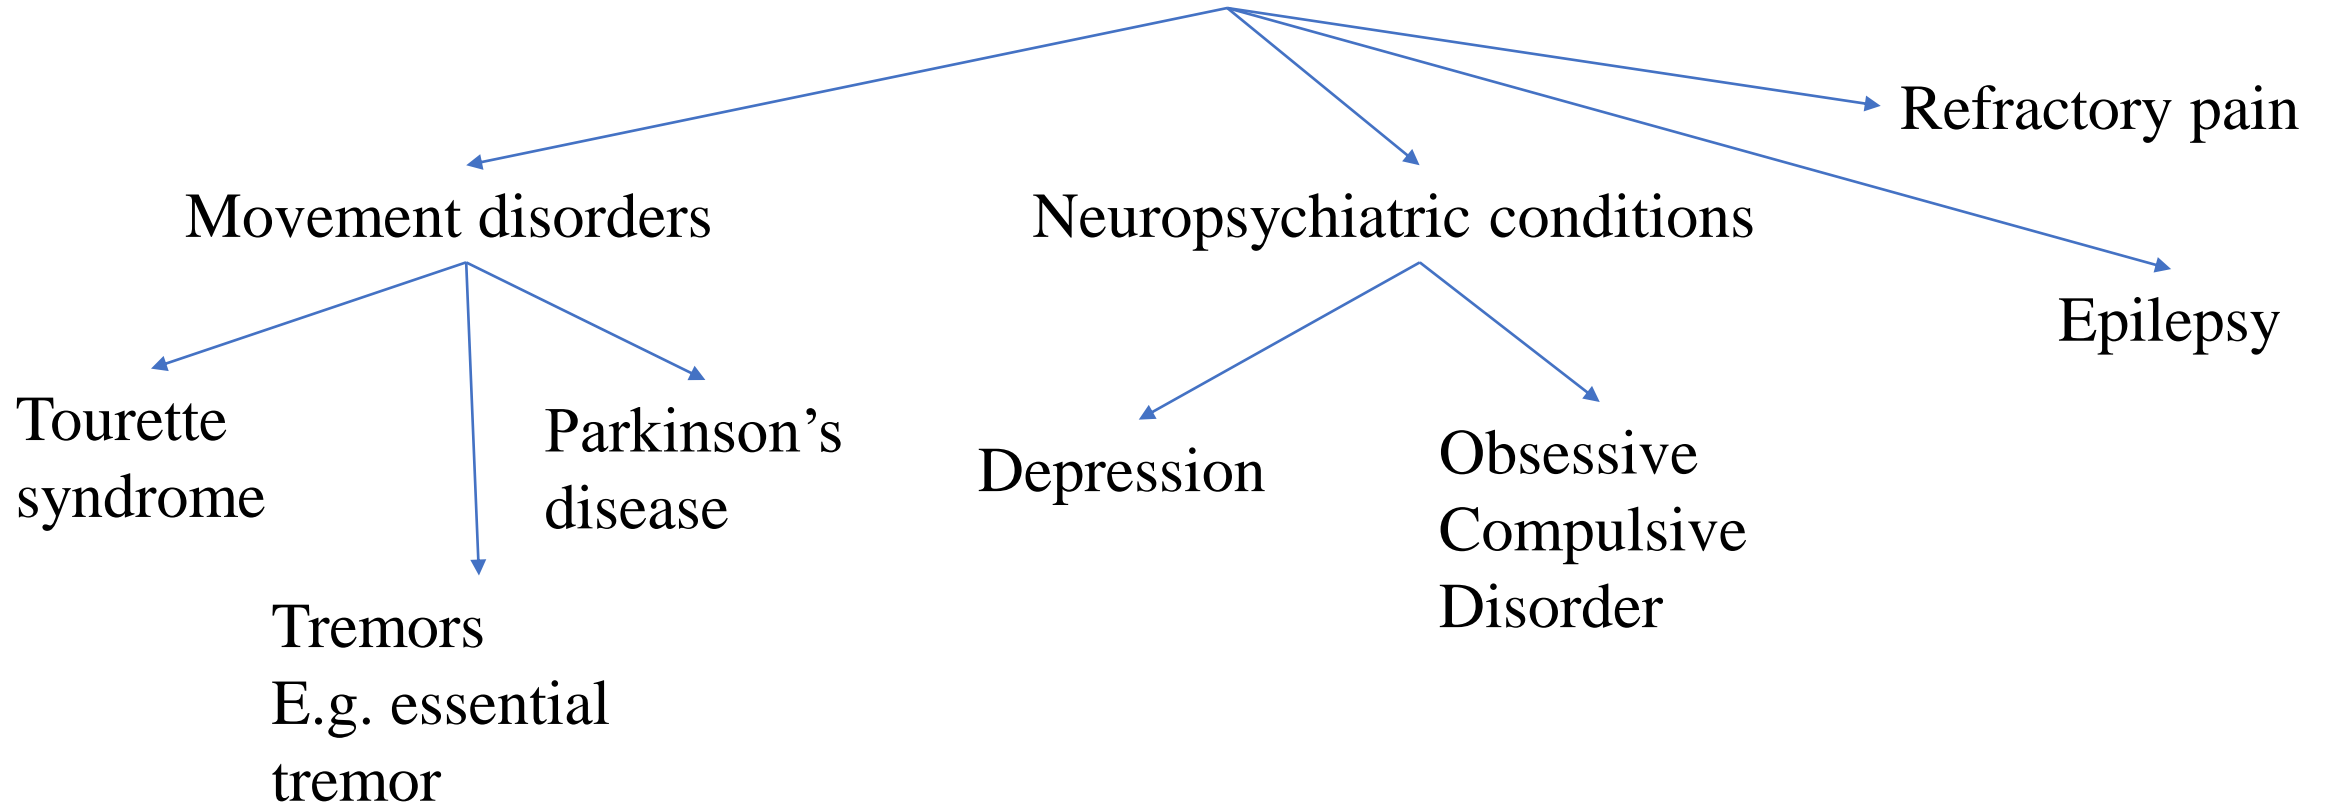 Refractory pain
Movement disorders
Neuropsychiatric conditions
Epilepsy
Tourette
syndrome
Parkinson’s
disease
Depression
Obsessive
Compulsive
Disorder
Tremors
E.g. essential
tremor